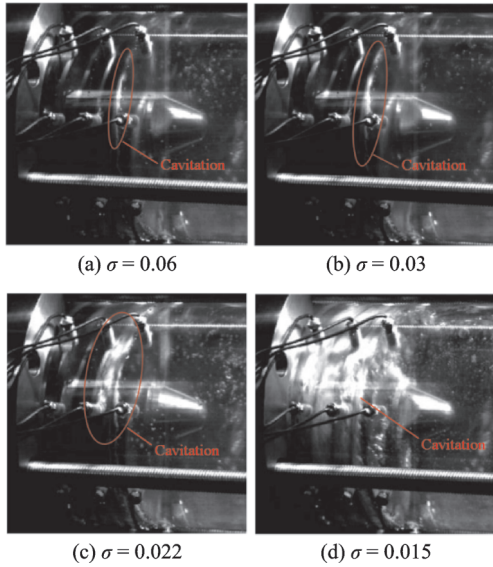 Cavitation
Cavitation
(a) σ = 0.06
(b) σ = 0.03
Cavitation
Cavitation
(c) σ = 0.022
(d) σ = 0.015